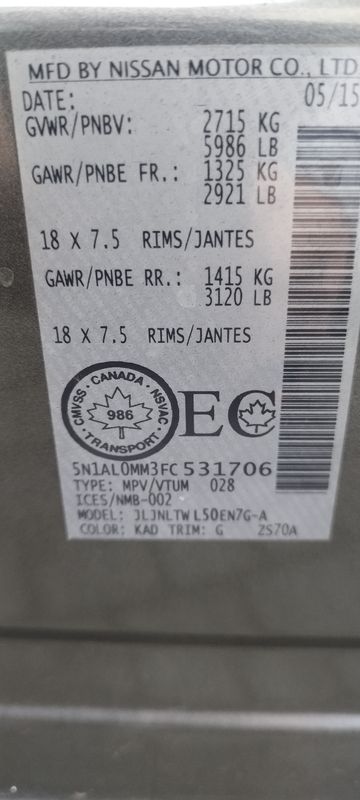 MFD BY NISSAN MOTOR CO., LTD
DATE: 05/15
GVWR/PNBV: 2715 KG
5986 LB
GAWR/PNBE FR.: 1325 KG
2921 LB
18 X 7.5 RIMS/JANTES
GAWR/PNBE RR.: 1415 KG
3120 LB
18 X 7.5 RIMS/JANTES
CANADA
CMVSS 986 NSVAC
TRANSPORT
EC
5N1AL0MM3FC531706
TYPE: MPV/VTUM 028
ICES/NMB-002
MODEL: JLJNLTW L50EN7G-A
COLOR: KAD TRIM: G 2S70A